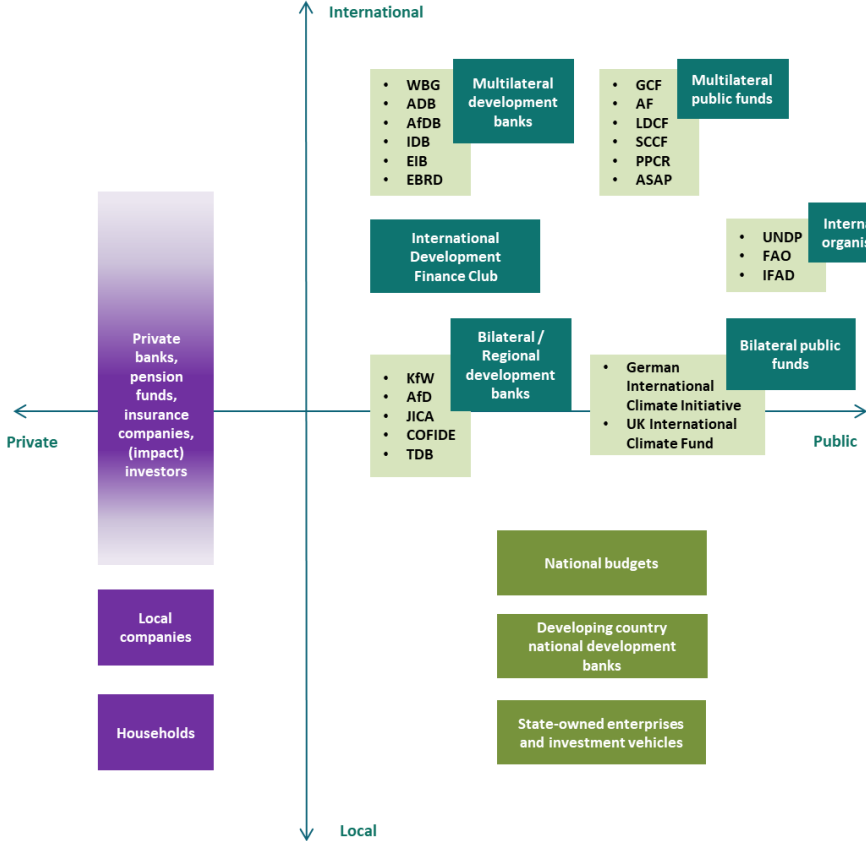 International
• WBG
• ADB
• AfDB
• IDB
• EIB
• EBRD
Multilateral
development
banks
• GCF
• AF
• LDCF
• SCCF
• PPCR
• ASAP
Multilateral
public funds
International
Development
Finance Club
• UNDP
• FAO
• IFAD
Private
banks,
pension
funds,
insurance
companies,
(impact)
investors
• KfW
• AfD
• JICA
• COFIDE
• TDB
Bilateral /
Regional
development
banks
• German
International
Climate Initiative
• UK International
Climate Fund
Bilateral public
funds
Private
Public
National budgets
Local
companies
Developing country
national development
banks
Households
State-owned enterprises
and investment vehicles
Local